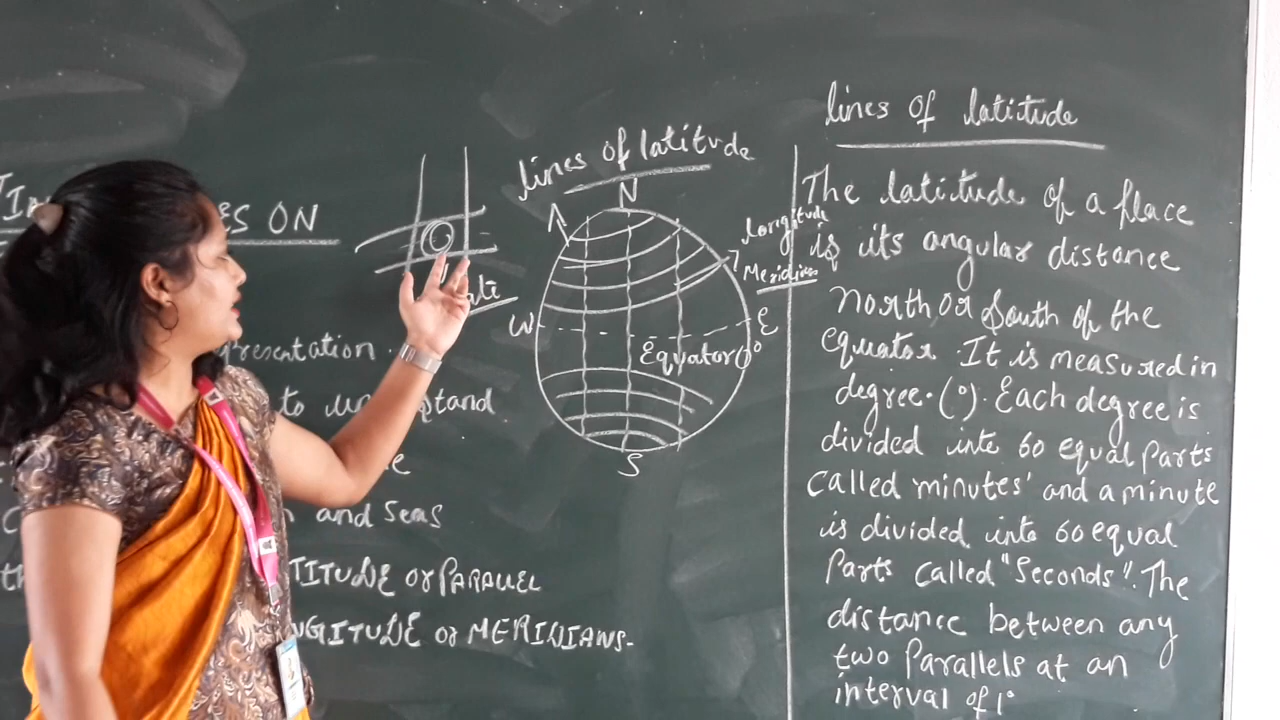 ES ON
presentation.
to understand
and Seas
TITUDE or PARALLEL
NGITUDE or MERIDIANS-
lines of latitude
N
Longitude
Meridians
W
E
Equator 0°
S
lines of latitude
The latitude of a place
is its angular distance
north or South of the
equator. It is measured in
degree. (°). Each degree is
divided into 60 equal parts
Called 'minutes' and a minute
is divided into 60 equal
Parts called "Seconds". The
distance between any
two Parallels at an
interval of 1°